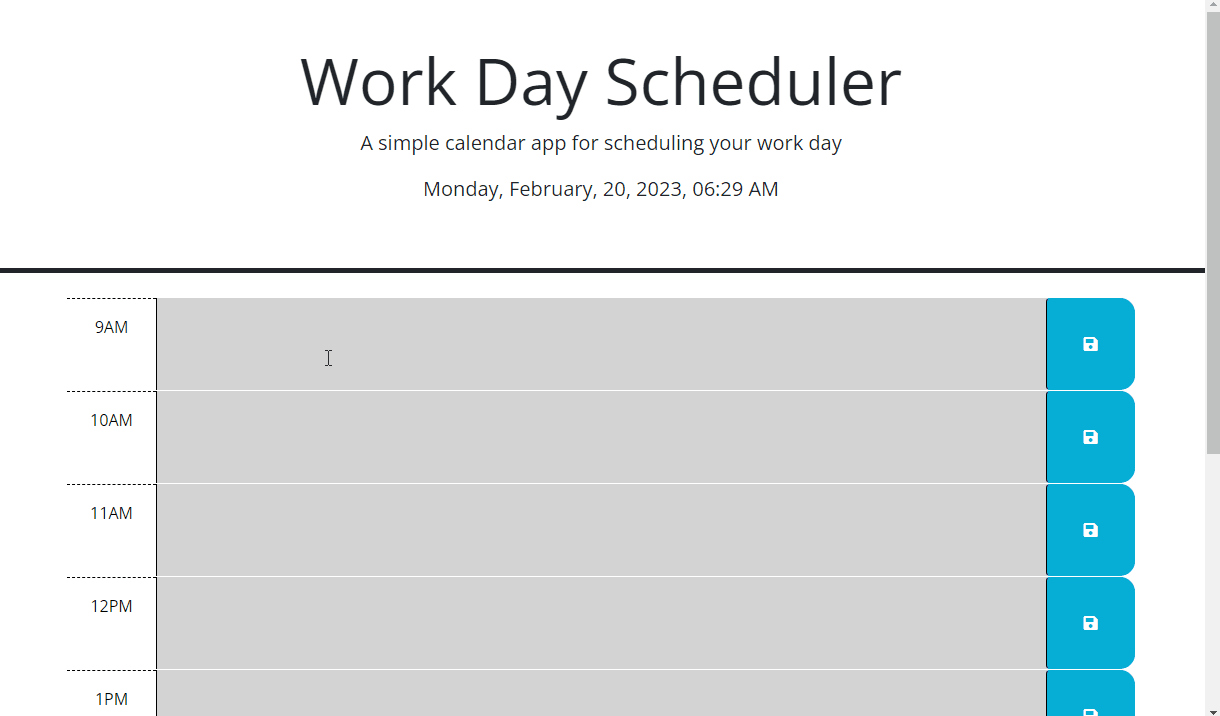 Work Day Scheduler
A simple calendar app for scheduling your work day
Monday, February, 20, 2023, 06:29 AM
9AM
10AM
11AM
12PM
1PM